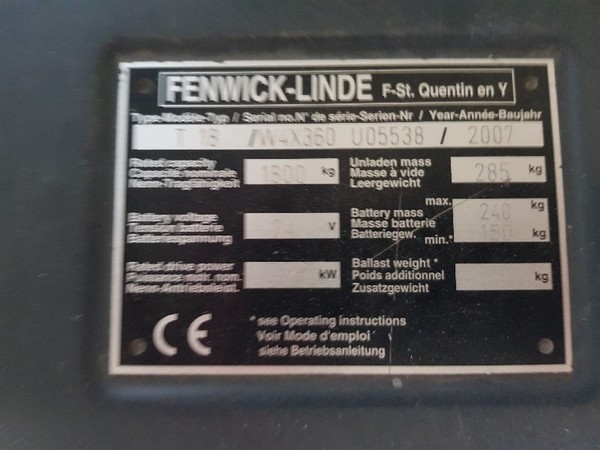 FENWICK-LINDE F-St. Quentin en Y
Type-Modèle-Typ / Serial no.N° de série-Serien-Nr / Year-Année-Baujahr
T 18 /W4X360 U05538 / 2007
Rated capacity
Capacité nominale
Nenn-Tragfähigkeit
1800 kg
Unladen mass
Masse à vide
Leergewicht
285 kg
Battery voltage
Tension batterie
Batteriespannung
V
max.
Battery mass
Masse batterie
Batteriegew.
min.*
240 kg
150 kg
Rated drive power
Puissance motr. nom.
Nenn-Antriebsleist.
kW
Ballast weight *
Poids additionnel
Zusatzgewicht
kg
CE
* see Operating instructions
Voir Mode d'emploi
siehe Betriebsanleitung